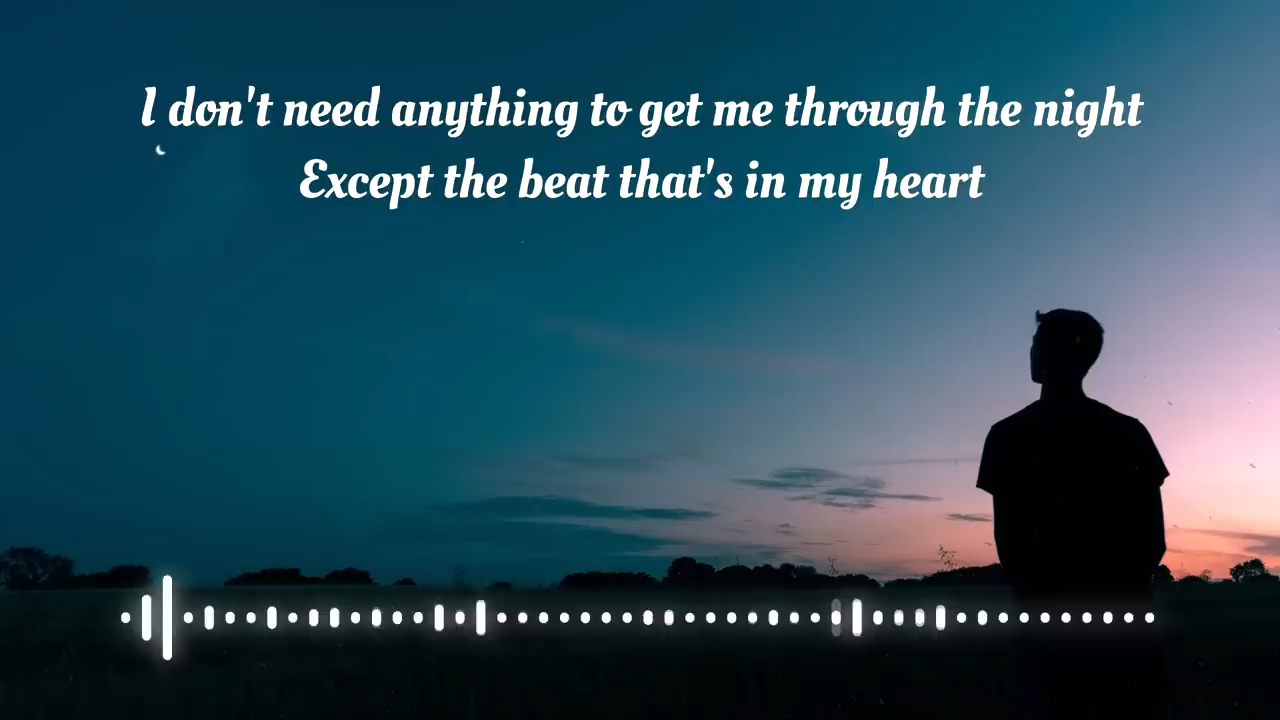 I don't need anything to get me through the night
Except the beat that's in my heart